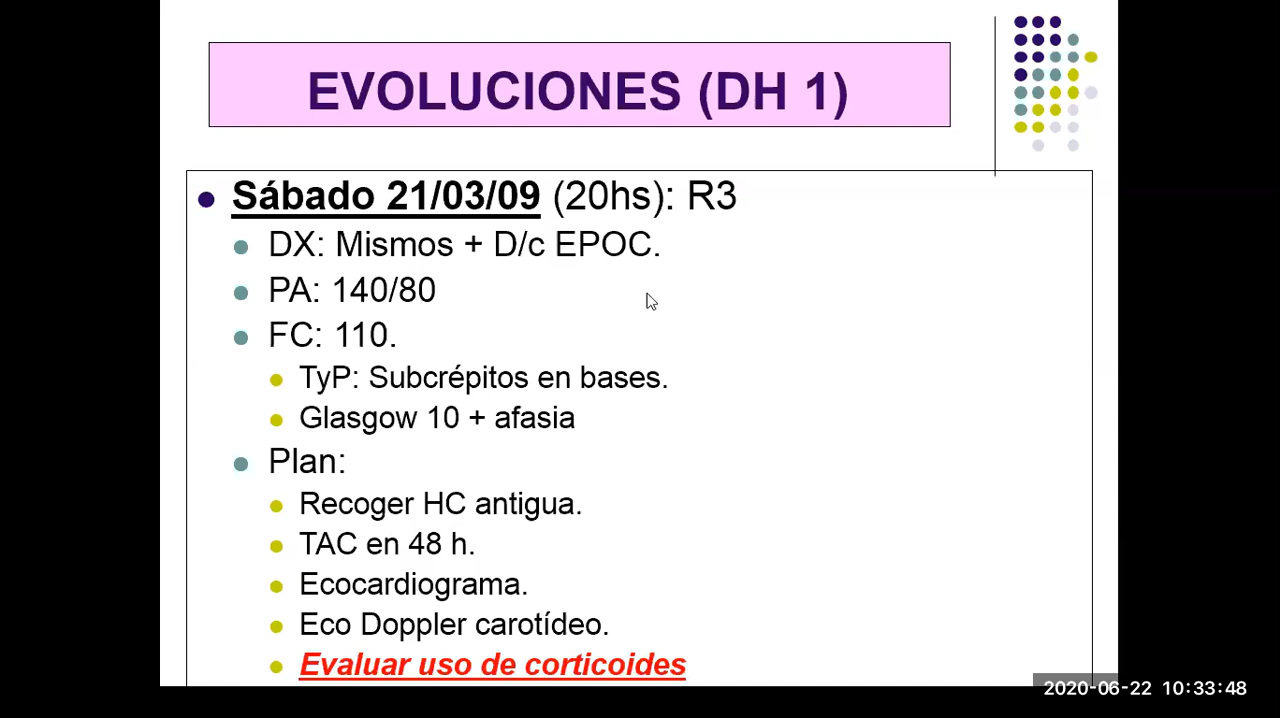 EVOLUCIONES (DH 1)
Sábado 21/03/09 (20hs): R3
DX: Mismos + D/c EPOC.
PA: 140/80
FC: 110.
TyP: Subcrépitos en bases.
Glasgow 10 + afasia
Plan:
Recoger HC antigua.
TAC en 48 h.
Ecocardiograma.
Eco Doppler carotídeo.
Evaluar uso de corticoides
2020-06-22 10:33:48